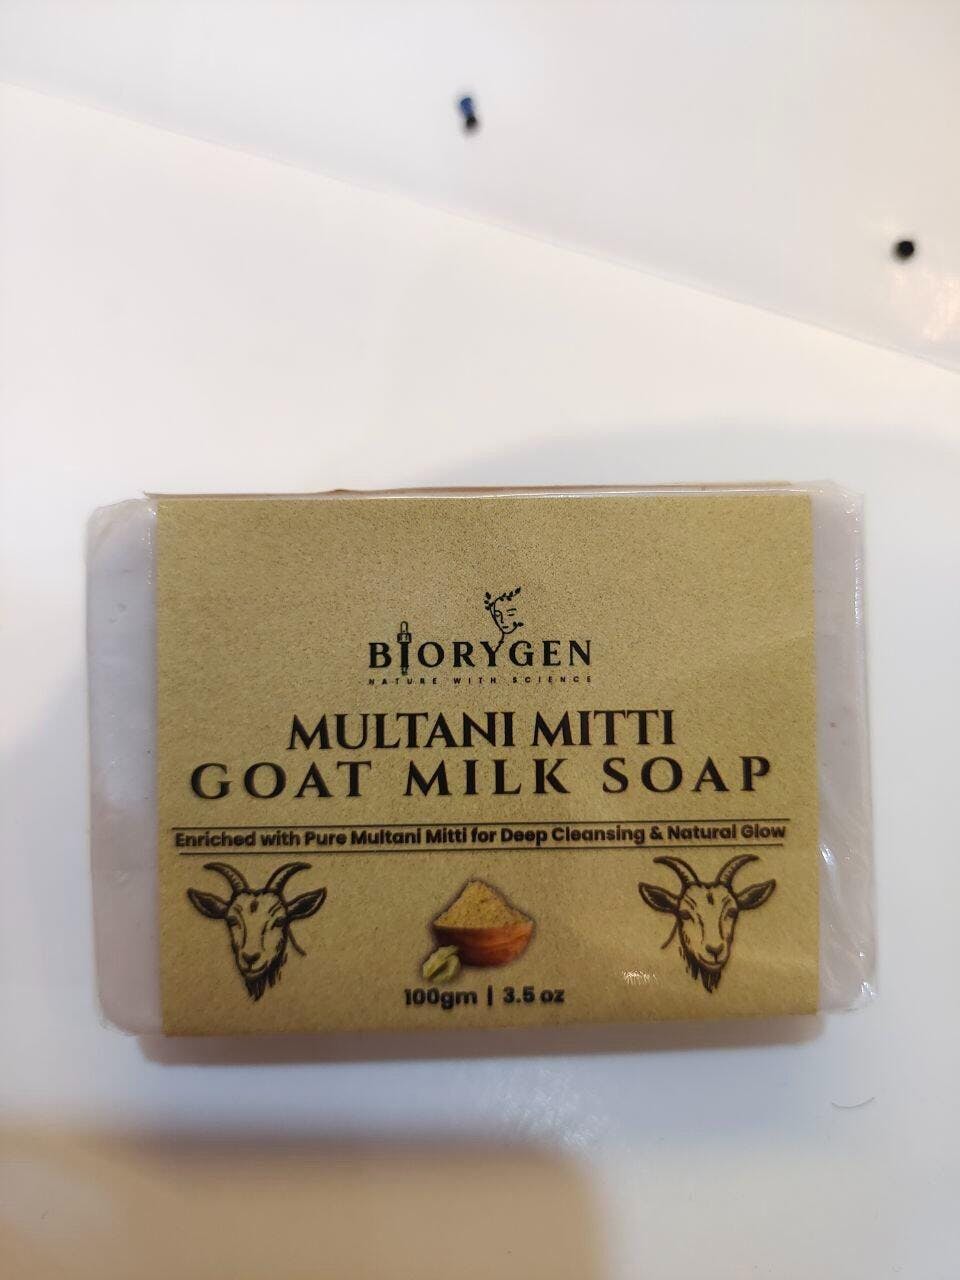 BIORYGEN
NATURE WITH SCIENCE
MULTANI MITTI
GOAT MILK SOAP
Enriched with Pure Multani Mitti for Deep Cleansing & Natural Glow
100gm | 3.5 oz